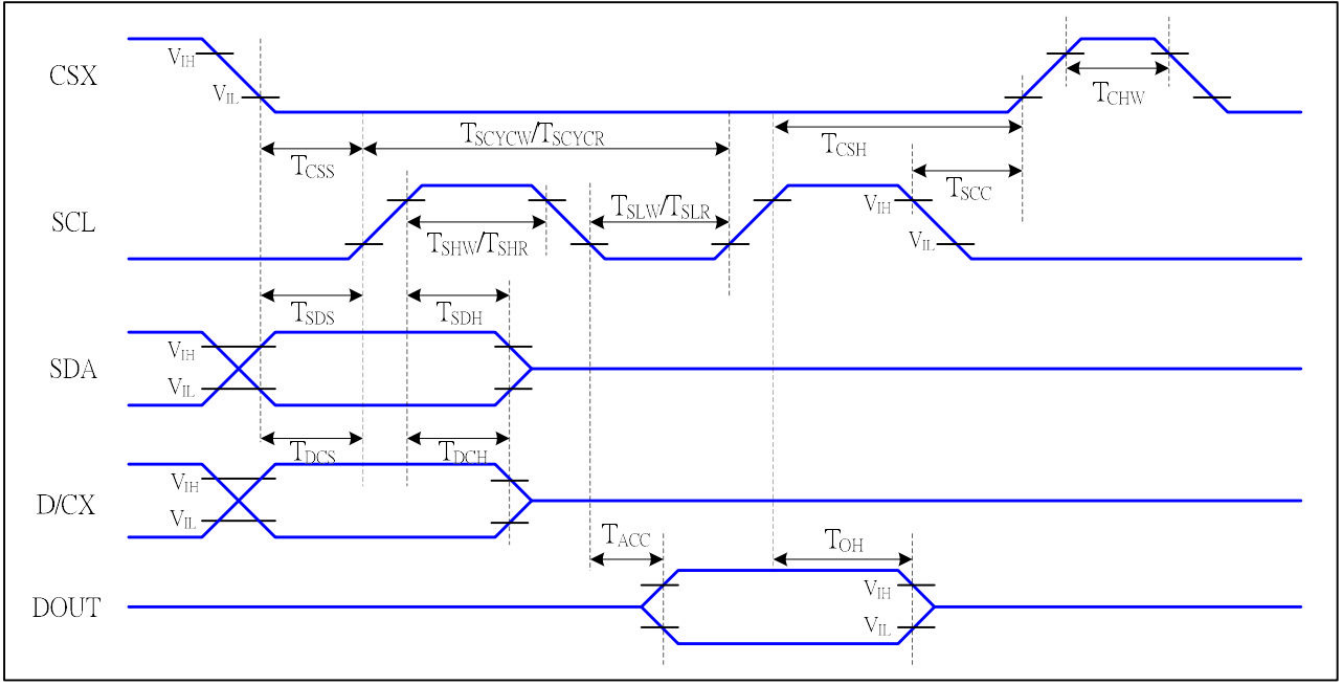 CSX
VIH
VIL
TCHW
TSCYCW/TSCYCR
TCSH
TCSS
TSCC
SCL
TSLW/TSLR
VIH
TSHW/TSHR
VIL
TSDS
TSDH
SDA
VIH
VIL
TDCS
TDCH
D/CX
VIH
VIL
TACC
TOH
DOUT
VIH
VIL